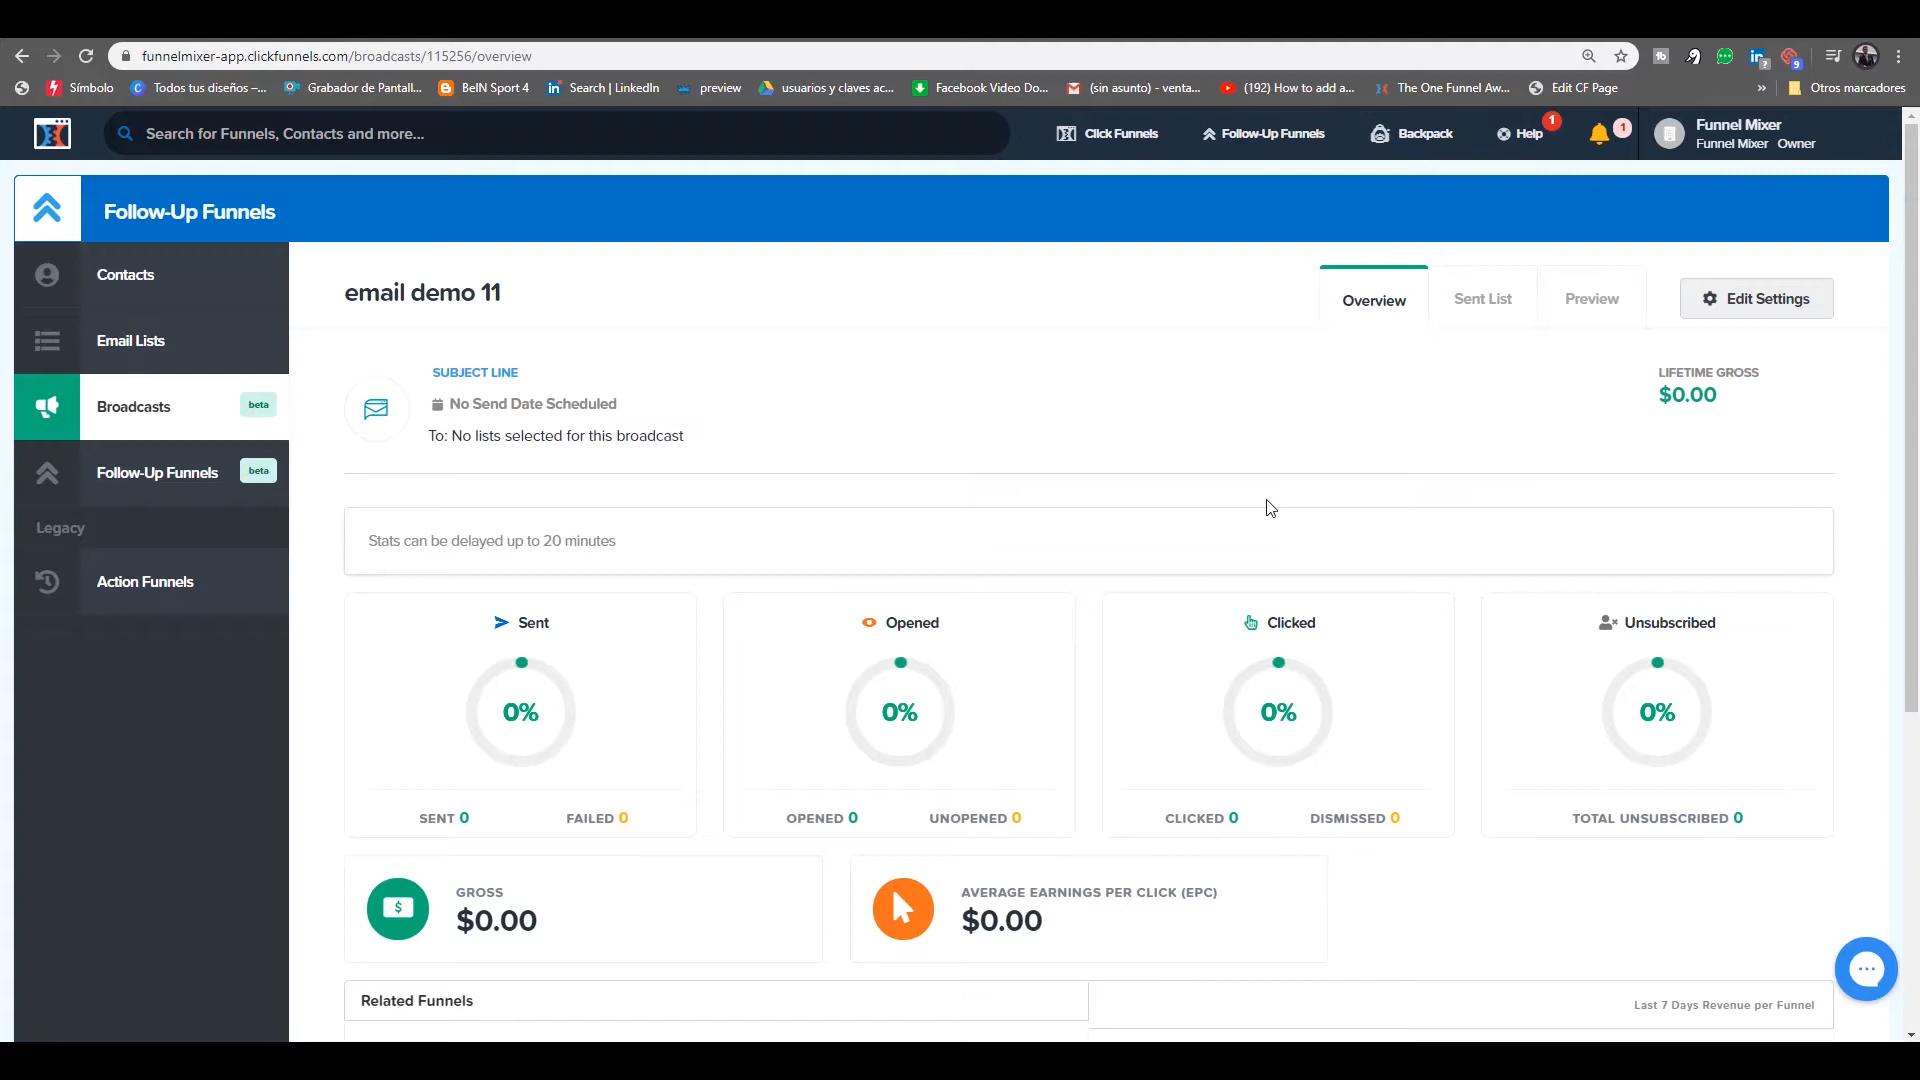 funnelmixer-app.clickfunnels.com/broadcasts/115256/overview
Símbolo
Todos tus diseños –...
Grabador de Pantall...
BeIN Sport 4
Search | LinkedIn
preview
usuarios y claves ac...
Facebook Video Do...
(sin asunto) - venta...
(192) How to add a...
The One Funnel Aw...
Edit CF Page
»
Otros marcadores
Search for Funnels, Contacts and more...
Click Funnels
Follow-Up Funnels
Backpack
Help
1
1
Funnel Mixer
Funnel Mixer Owner
Follow-Up Funnels
Contacts
Email Lists
Broadcasts
beta
Follow-Up Funnels
beta
Legacy
Action Funnels
email demo 11
Overview
Sent List
Preview
Edit Settings
SUBJECT LINE
No Send Date Scheduled
To: No lists selected for this broadcast
LIFETIME GROSS
$0.00
Stats can be delayed up to 20 minutes
Sent
0%
SENT 0
FAILED 0
Opened
0%
OPENED 0
UNOPENED 0
Clicked
0%
CLICKED 0
DISMISSED 0
Unsubscribed
0%
TOTAL UNSUBSCRIBED 0
GROSS
$0.00
AVERAGE EARNINGS PER CLICK (EPC)
$0.00
Related Funnels
Last 7 Days Revenue per Funnel